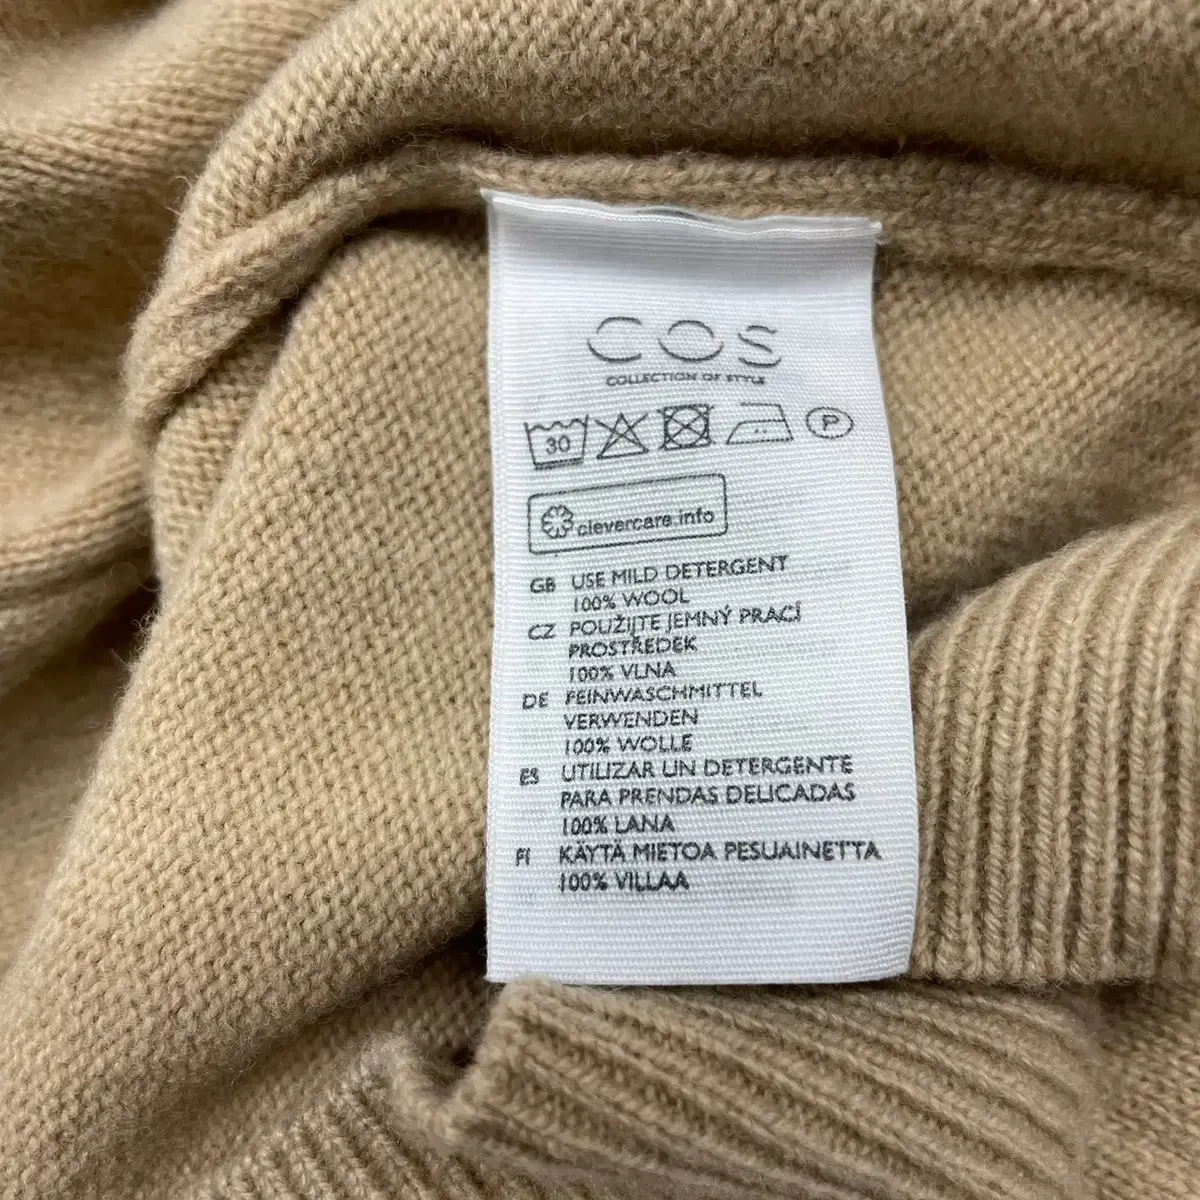 COS
COLLECTION OF STYLE
30 P
clevercare.info
GB USE MILD DETERGENT
100% WOOL
CZ POUŽIJTE JEMNÝ PRACÍ
PROSTŘEDEK
100% VLNA
DE FEINWASCHMITTEL
VERWENDEN
100% WOLLE
ES UTILIZAR UN DETERGENTE
PARA PRENDAS DELICADAS
100% LANA
FI KÄYTÄ MIETOA PESUAINETTA
100% VILLAA